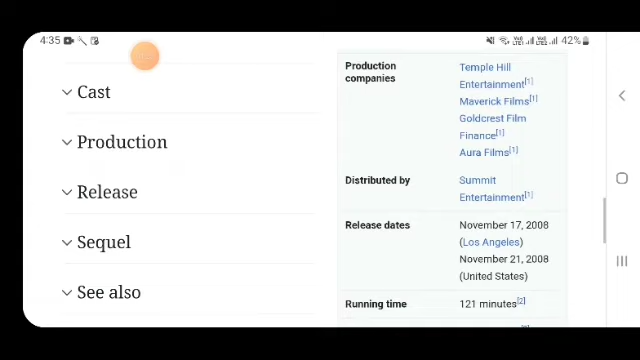 4:35
42%
Cast
Production
Release
Sequel
See also
Production companies
Temple Hill
Entertainment[1]
Maverick Films[1]
Goldcrest Film
Finance[1]
Aura Films[1]
Distributed by
Summit
Entertainment[1]
Release dates
November 17, 2008
(Los Angeles)
November 21, 2008
(United States)
Running time
121 minutes[2]